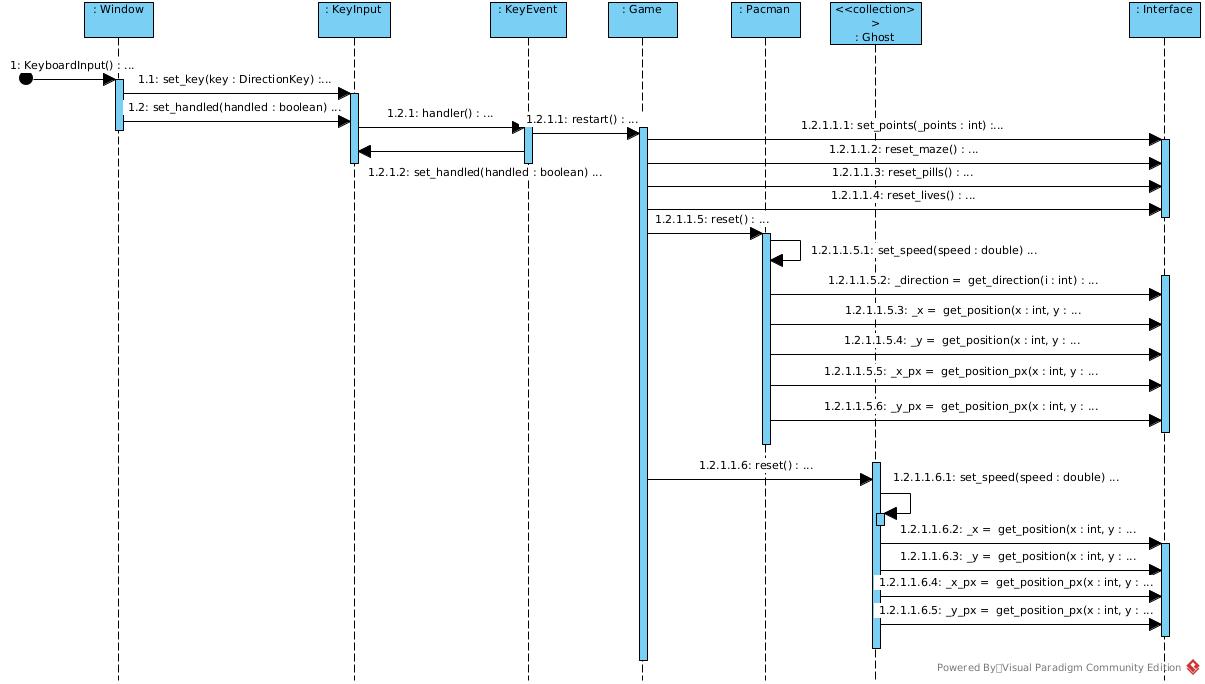 : Window
: KeyInput
: KeyEvent
: Game
: Pacman
<<collection>
>
: Ghost
: Interface
1: KeyboardInput() : ...
1.1: set_key(key : DirectionKey) :...
1.2: set_handled(handled : boolean) ...
1.2.1: handler() : ...
1.2.1.1: restart() : ...
1.2.1.1.1: set_points(_points : int) :...
1.2.1.1.2: reset_maze() : ...
1.2.1.2: set_handled(handled : boolean) ...
1.2.1.1.3: reset_pills() : ...
1.2.1.1.4: reset_lives() : ...
1.2.1.1.5: reset() : ...
1.2.1.1.5.1: set_speed(speed : double) ...
1.2.1.1.5.2: _direction =  get_direction(i : int) : ...
1.2.1.1.5.3: _x =  get_position(x : int, y : ...
1.2.1.1.5.4: _y =  get_position(x : int, y : ...
1.2.1.1.5.5: _x_px =  get_position_px(x : int, y : ...
1.2.1.1.5.6: _y_px =  get_position_px(x : int, y : ...
1.2.1.1.6: reset() : ...
1.2.1.1.6.1: set_speed(speed : double) ...
1.2.1.1.6.2: _x =  get_position(x : int, y : ...
1.2.1.1.6.3: _y =  get_position(x : int, y : ...
1.2.1.1.6.4: _x_px =  get_position_px(x : int, y : ...
1.2.1.1.6.5: _y_px =  get_position_px(x : int, y : ...
Powered By Visual Paradigm Community Edition